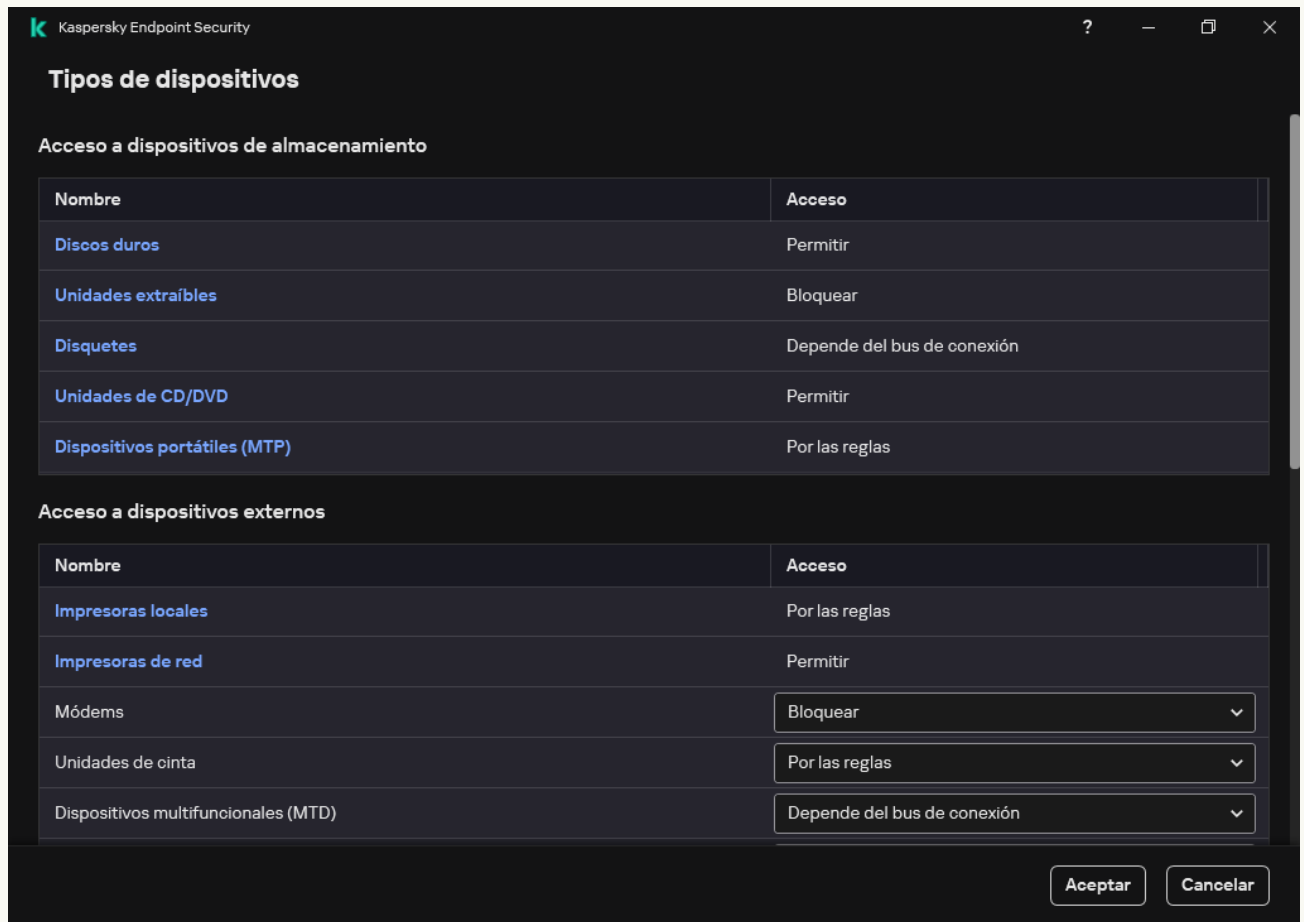 Kaspersky Endpoint Security
?
Tipos de dispositivos
Acceso a dispositivos de almacenamiento
Nombre Acceso
Discos duros Permitir
Unidades extraíbles Bloquear
Disquetes Depende del bus de conexión
Unidades de CD/DVD Permitir
Dispositivos portátiles (MTP) Por las reglas
Acceso a dispositivos externos
Nombre Acceso
Impresoras locales Por las reglas
Impresoras de red Permitir
Módems Bloquear
Unidades de cinta Por las reglas
Dispositivos multifuncionales (MTD) Depende del bus de conexión
Aceptar Cancelar